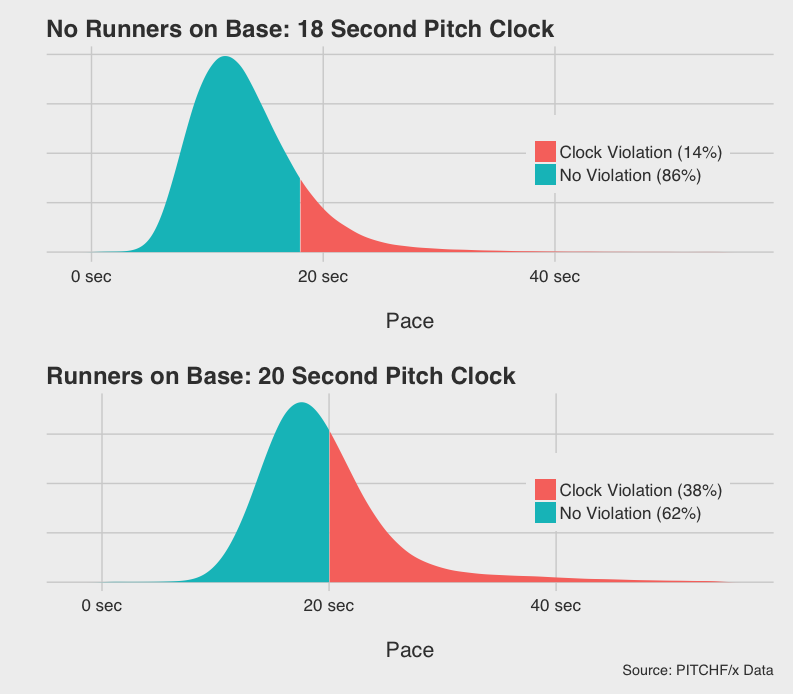 No Runners on Base: 18 Second Pitch Clock
Clock Violation (14%)
No Violation (86%)
0 sec 20 sec 40 sec
Pace
Runners on Base: 20 Second Pitch Clock
Clock Violation (38%)
No Violation (62%)
0 sec 20 sec 40 sec
Pace
Source: PITCHF/x Data